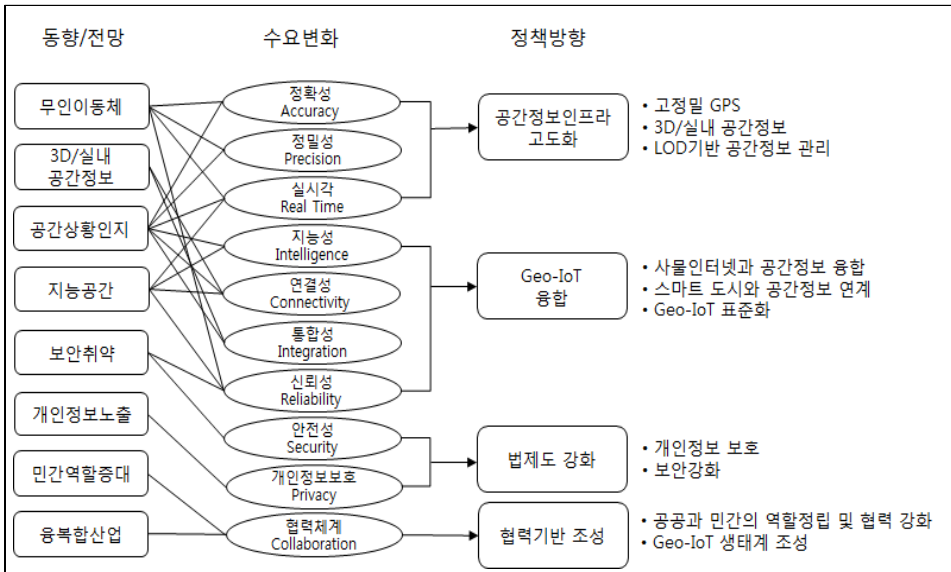 동향/전망
수요변화
정책방향
무인이동체
3D/실내
공간정보
공간상황인지
지능공간
보안취약
개인정보노출
민간역할증대
융복합산업
정확성
Accuracy
정밀성
Precision
실시각
Real Time
지능성
Intelligence
연결성
Connectivity
통합성
Integration
신뢰성
Reliability
안전성
Security
개인정보보호
Privacy
협력체계
Collaboration
공간정보인프라
고도화
• 고정밀 GPS
• 3D/실내 공간정보
• LOD기반 공간정보 관리
Geo-IoT
융합
• 사물인터넷과 공간정보 융합
• 스마트 도시와 공간정보 연계
• Geo-IoT 표준화
법제도 강화
• 개인정보 보호
• 보안강화
협력기반 조성
• 공공과 민간의 역할정립 및 협력 강화
• Geo-IoT 생태계 조성